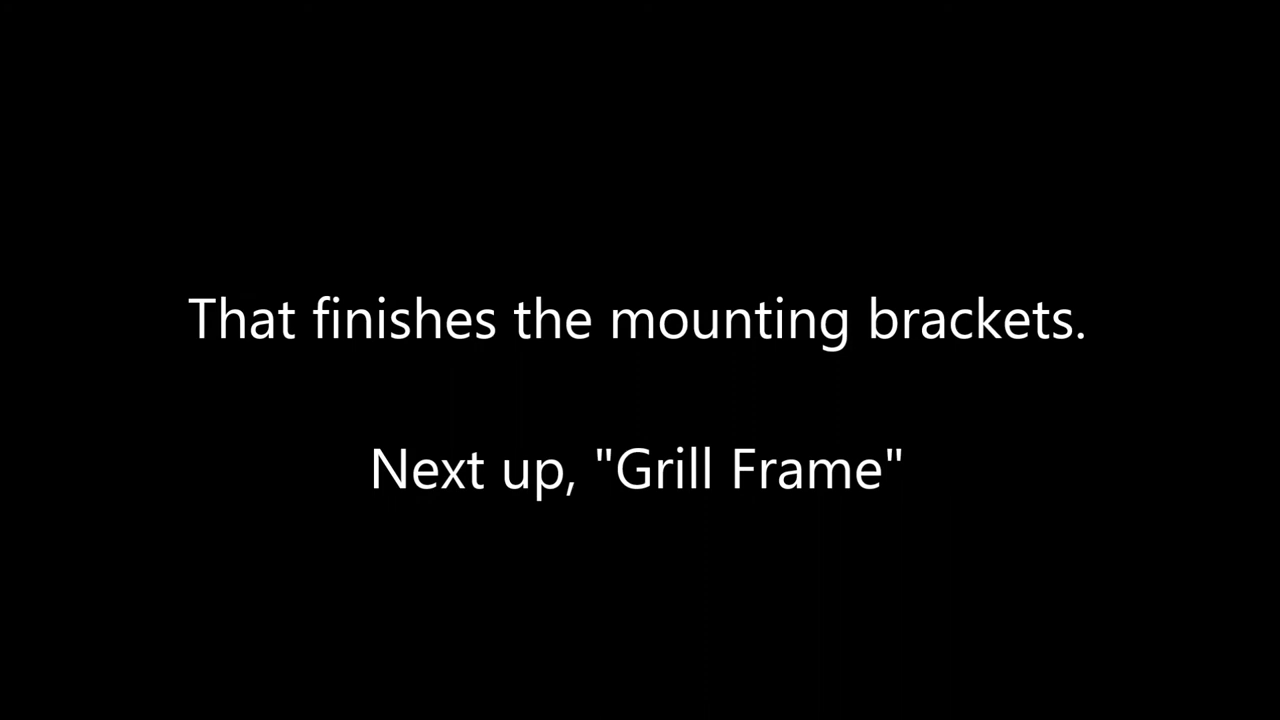 That finishes the mounting brackets.
Next up, "Grill Frame"